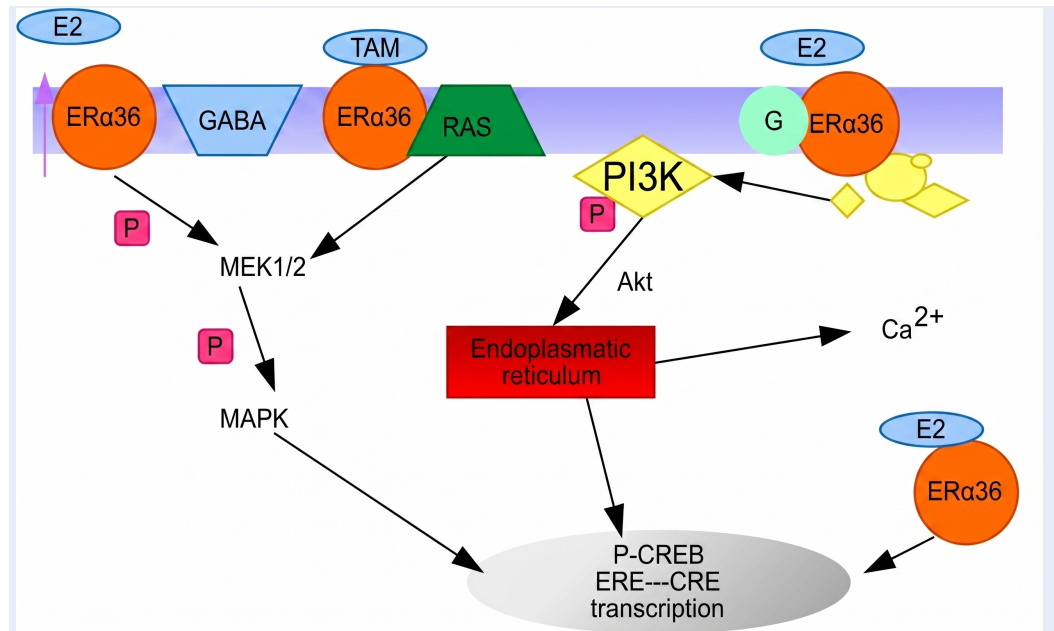 E2
TAM
E2
ERα36
GABA
ERα36
RAS
G
ERα36
PI3K
P
P
MEK1/2
Akt
Ca2+
P
Endoplasmatic
reticulum
MAPK
E2
ERα36
P-CREB
ERE---CRE
transcription